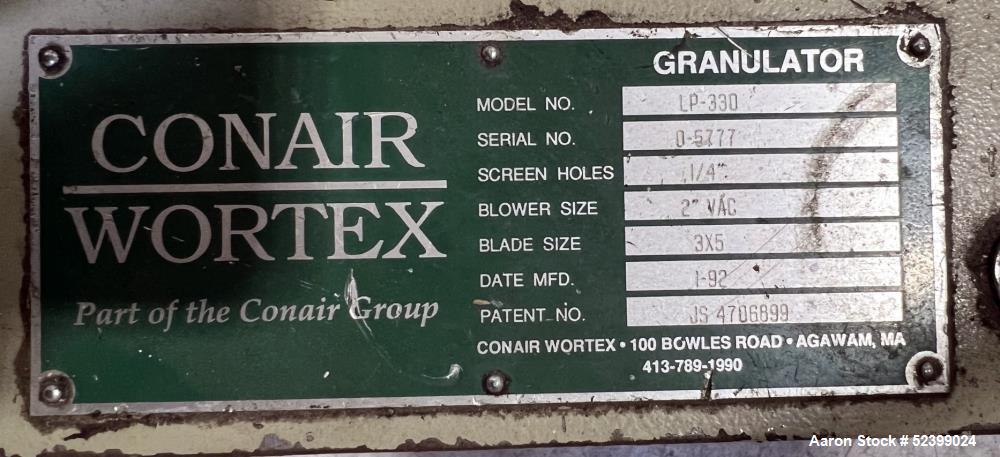 CONAIR
WORTEX
Part of the Conair Group
GRANULATOR
MODEL NO. LP-330
SERIAL NO. 0-5777
SCREEN HOLES 1/4"
BLOWER SIZE 2" VAC
BLADE SIZE 3X5
DATE MFD. 1-92
PATENT NO. US 4706899
CONAIR WORTEX • 100 BOWLES ROAD • AGAWAM, MA
413-789-1990
Aaron Stock # 52399024